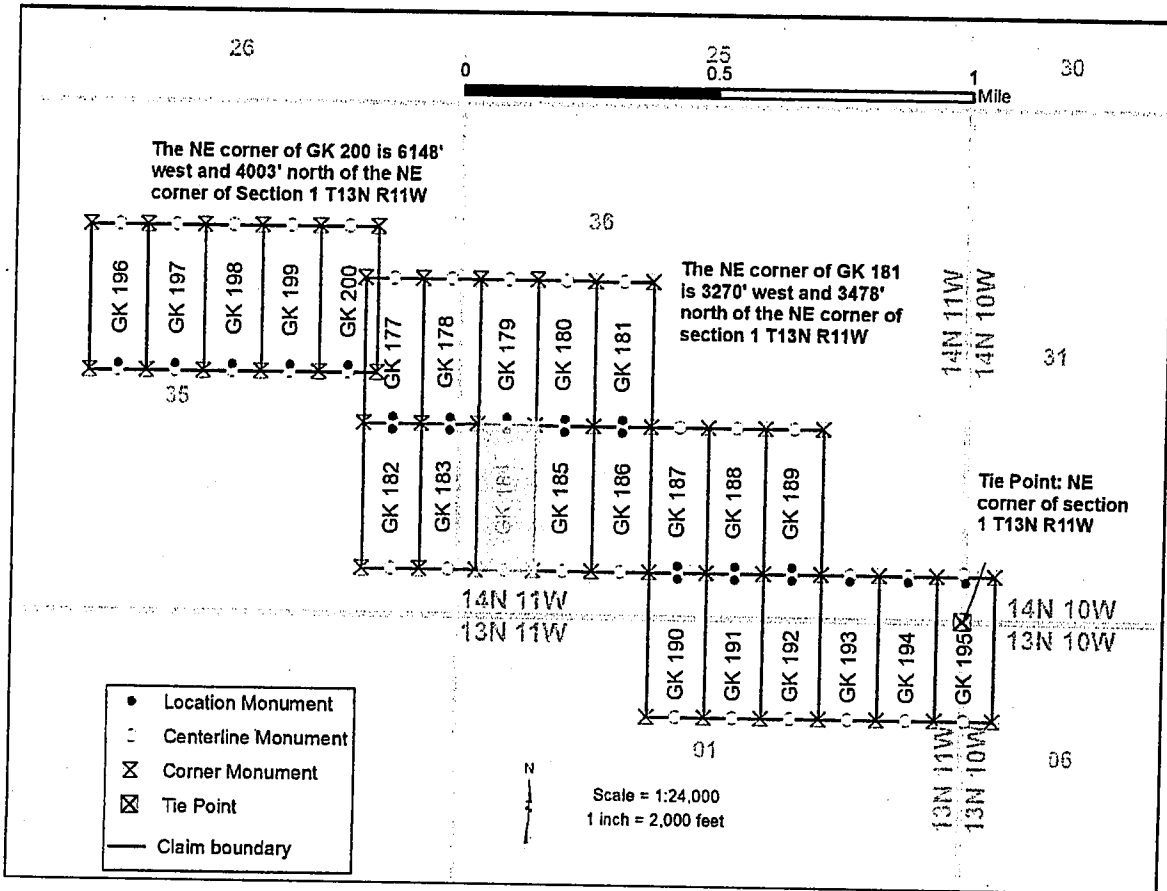 26
25
30
0
0.5
1
Mile
The NE corner of GK 200 is 6148'
west and 4003' north of the NE
corner of Section 1 T13N R11W
36
GK 196
GK 197
GK 198
GK 199
GK 200
GK 177
GK 178
GK 179
GK 180
GK 181
The NE corner of GK 181
is 3270' west and 3478'
north of the NE corner of
section 1 T13N R11W
14N 11W
14N 10W
31
35
GK 182
GK 183
GK 184
GK 185
GK 186
GK 187
GK 188
GK 189
Tie Point: NE
corner of section
1 T13N R11W
14N 11W
13N 11W
14N 10W
13N 10W
GK 190
GK 191
GK 192
GK 193
GK 194
GK 195
01
06
13N 11W
13N 10W
Location Monument
Centerline Monument
Corner Monument
Tie Point
Claim boundary
N
Scale = 1:24,000
1 inch = 2,000 feet